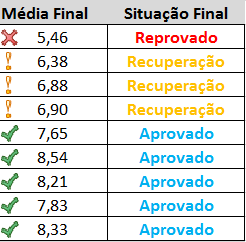 Média Final Situação Final
5,46 Reprovado
6,38 Recuperação
6,88 Recuperação
6,90 Recuperação
7,65 Aprovado
8,54 Aprovado
8,21 Aprovado
7,83 Aprovado
8,33 Aprovado